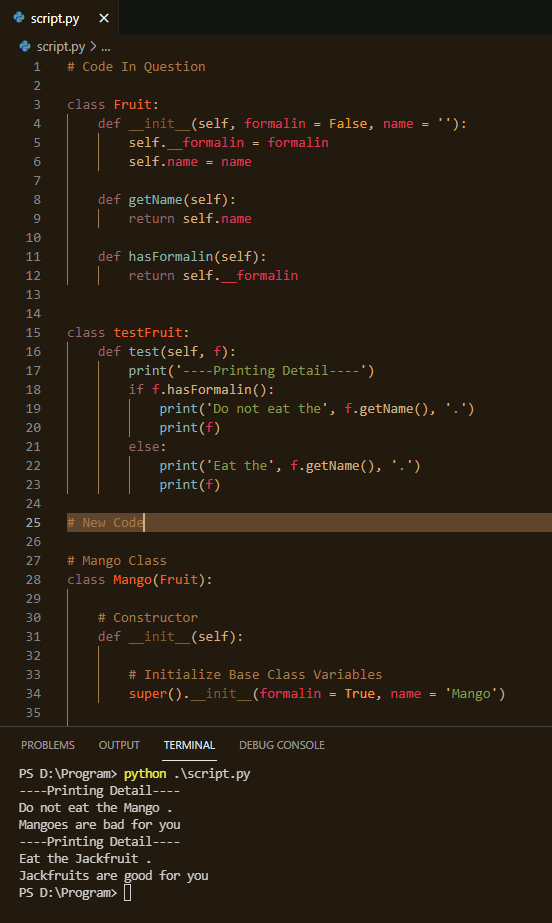 script.py ×
script.py > ...
1 # Code In Question
2
3 class Fruit:
4     def __init__(self, formalin = False, name = ''):
5         self.__formalin = formalin
6         self.name = name
7
8     def getName(self):
9         return self.name
10
11     def hasFormalin(self):
12         return self.__formalin
13
14
15 class testFruit:
16     def test(self, f):
17         print('----Printing Detail----')
18         if f.hasFormalin():
19             print('Do not eat the', f.getName(), '.')
20             print(f)
21         else:
22             print('Eat the', f.getName(), '.')
23             print(f)
24
25 # New Code
26
27 # Mango Class
28 class Mango(Fruit):
29
30     # Constructor
31     def __init__(self):
32
33         # Initialize Base Class Variables
34         super().__init__(formalin = True, name = 'Mango')
35
PROBLEMS OUTPUT TERMINAL DEBUG CONSOLE
PS D:\Program> python .\script.py
----Printing Detail----
Do not eat the Mango .
Mangoes are bad for you
----Printing Detail----
Eat the Jackfruit .
Jackfruits are good for you
PS D:\Program>